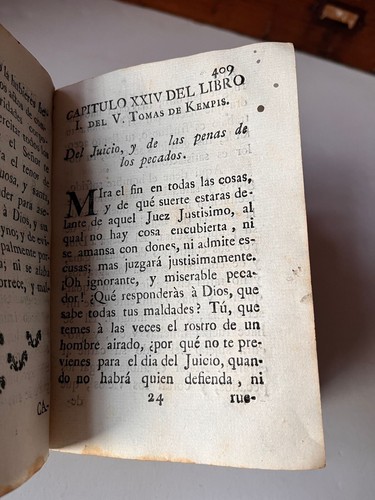 409
CAPITULO XXIV DEL LIBRO
I. DEL V. TOMAS DE KEMPIS.
Del Juicio, y de las penas de
los pecados.
MIra el fin en todas las cosas,
y de qué suerte estaras de-
lante de aquel Juez Justisimo, al
qual no hay cosa encubierta, ni
se amansa con dones, ni admite es-
cusas; mas juzgará justisimamente.
¡Oh ignorante, y miserable peca-
dor! ¿Qué responderàs à Dios, que
sabe todas tus maldades? Tú, que
temes à las veces el rostro de un
hombre airado, ¿por qué no te pre-
vienes para el dia del Juicio, quan-
do no habrá quien defienda, ni
24
rue-